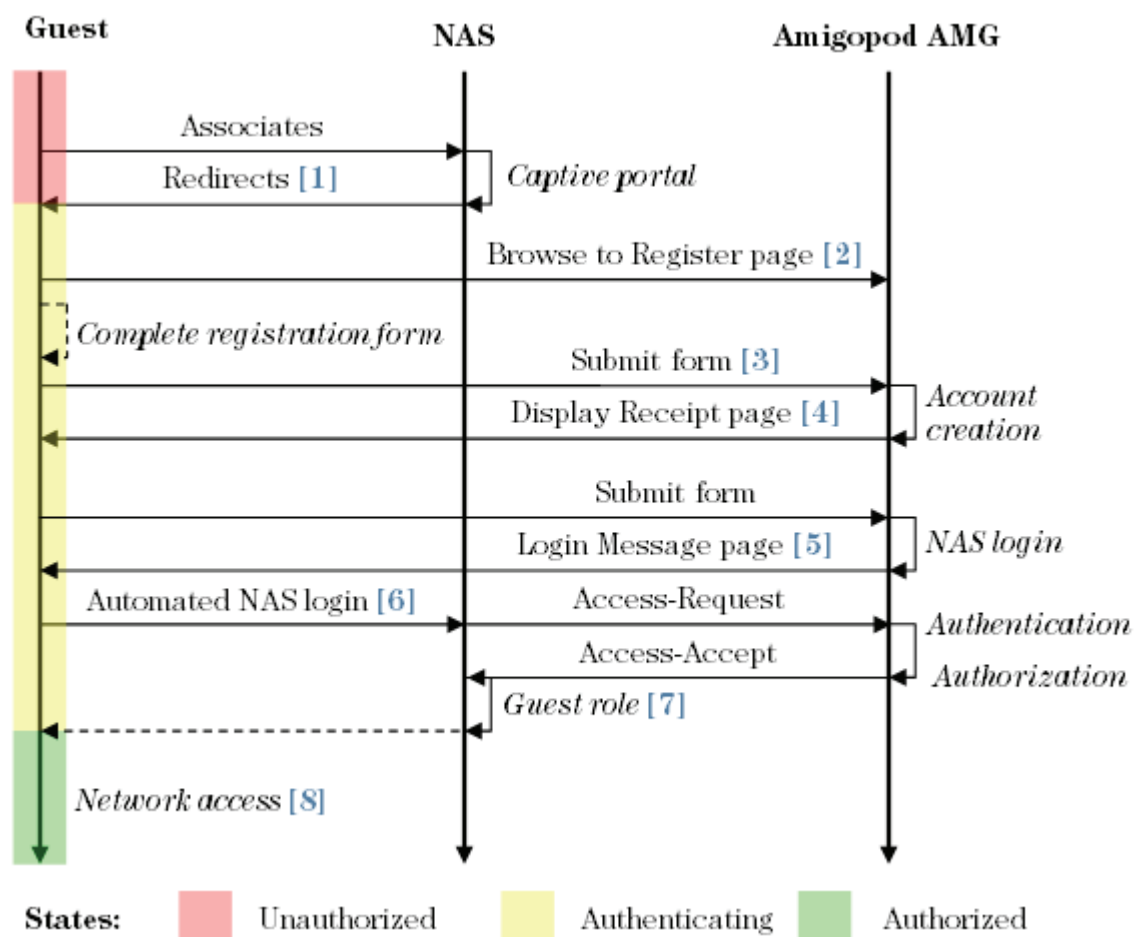 Guest
NAS
Amigopod AMG
Associates
Redirects [1]
Captive portal
Browse to Register page [2]
Complete registration form
Submit form [3]
Display Receipt page [4]
Account
creation
Submit form
Login Message page [5]
NAS login
Automated NAS login [6]
Access-Request
Authentication
Access-Accept
Authorization
Guest role [7]
Network access [8]
States: Unauthorized Authenticating Authorized